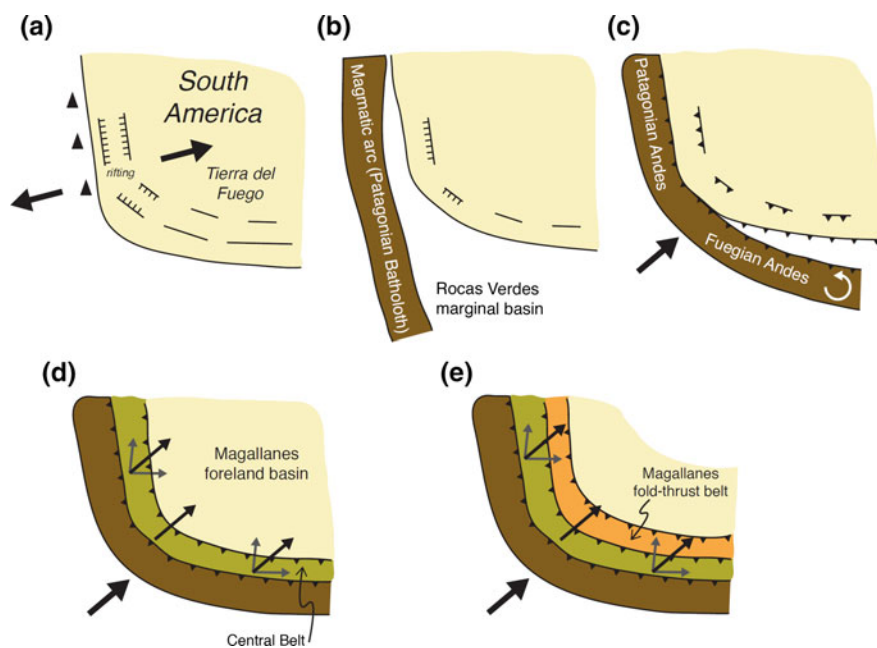 (a)
South
America
rifting
Tierra del
Fuego
(b)
Magmatic arc (Patagonian Batholoth)
Rocas Verdes
marginal basin
(c)
Patagonian Andes
Fuegian Andes
(d)
Magallanes
foreland basin
Central Belt
(e)
Magallanes
fold-thrust belt